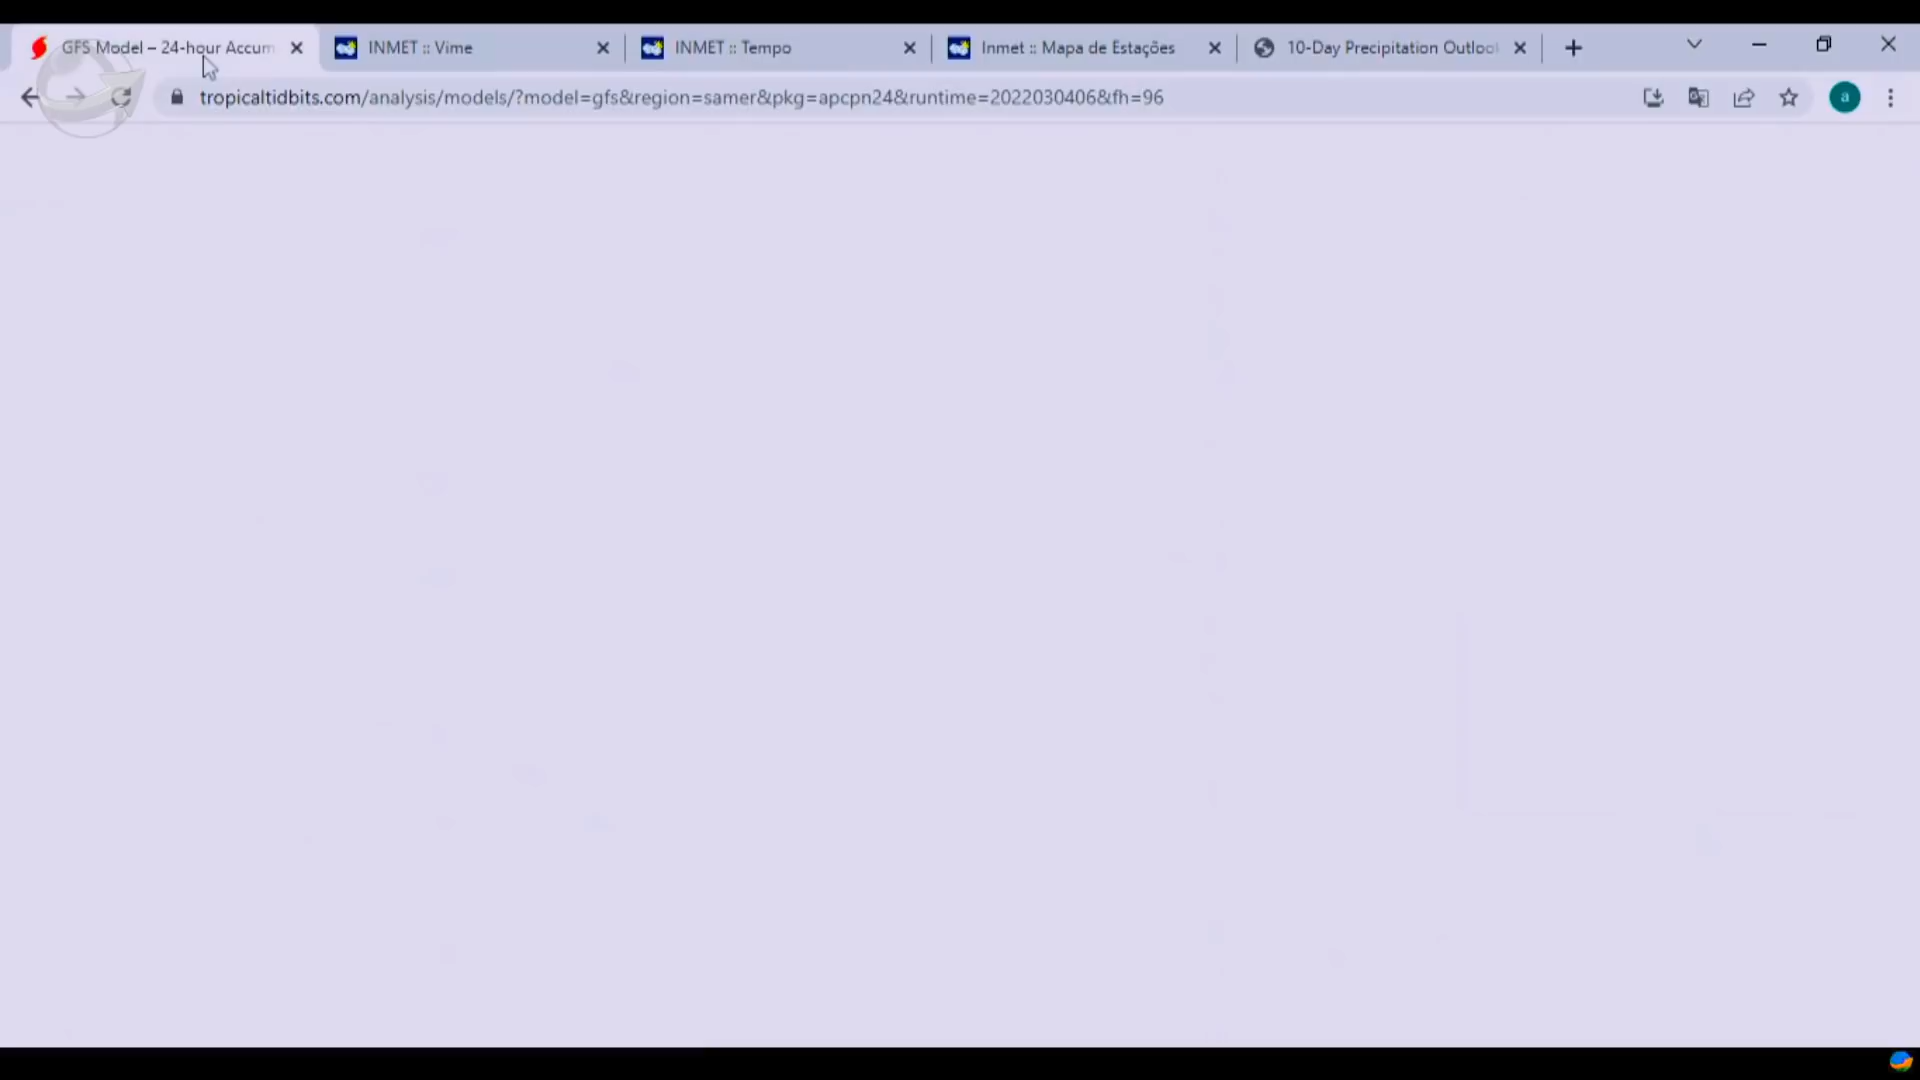 GFS Model – 24-hour Accum
INMET :: Vime
INMET :: Tempo
Inmet :: Mapa de Estações
10-Day Precipitation Outlook
tropicaltidbits.com/analysis/models/?model=gfs&region=samer&pkg=apcpn24&runtime=2022030406&fh=96
a